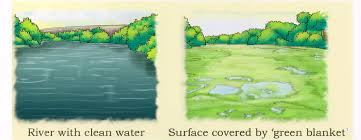 River with clean water
Surface covered by 'green blanket